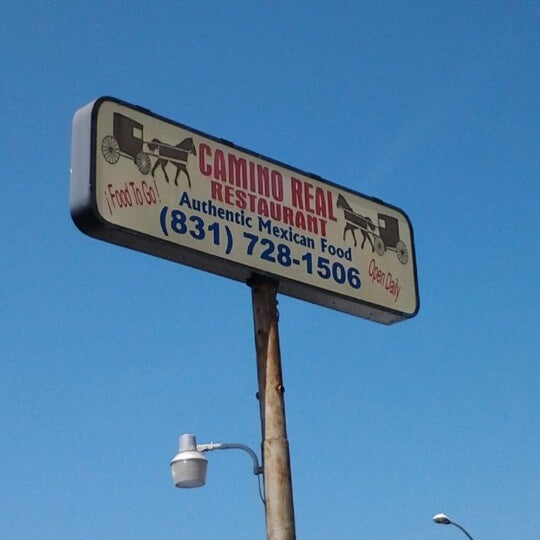 CAMINO REAL
RESTAURANT
Authentic Mexican Food
(831) 728-1506
¡Food To Go!
Open Daily